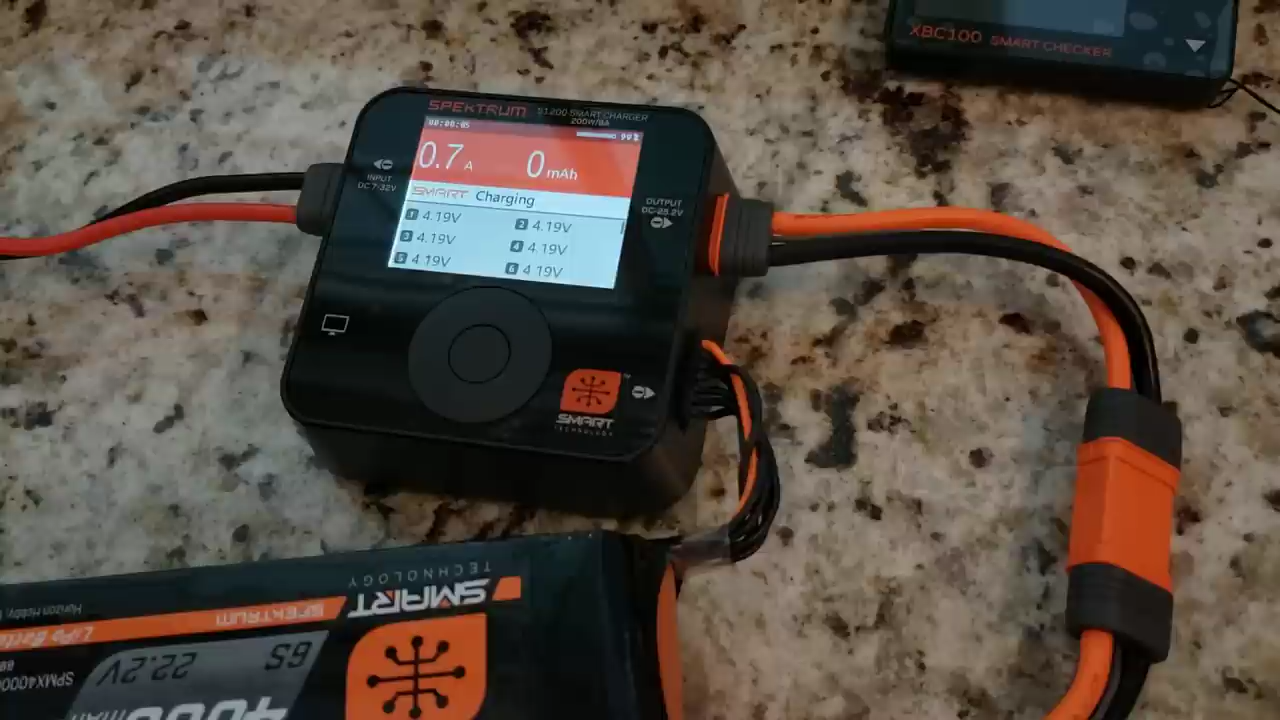 XBC100 SMART CHECKER
SPEKTRUM S1200 SMART CHARGER
200W/8A
00:00:05 99%
0.7A 0mAh
SMART Charging
1 4.19V 2 4.19V
3 4.19V 4 4.19V
5 4.19V 6 4.19V
INPUT
DC 7-32V
OUTPUT
DC-25.2V
SMART
TECHNOLOGY
SMART
TECHNOLOGY
SPEKTRUM
Horizon Hobby
LiPo
6S 22.2V